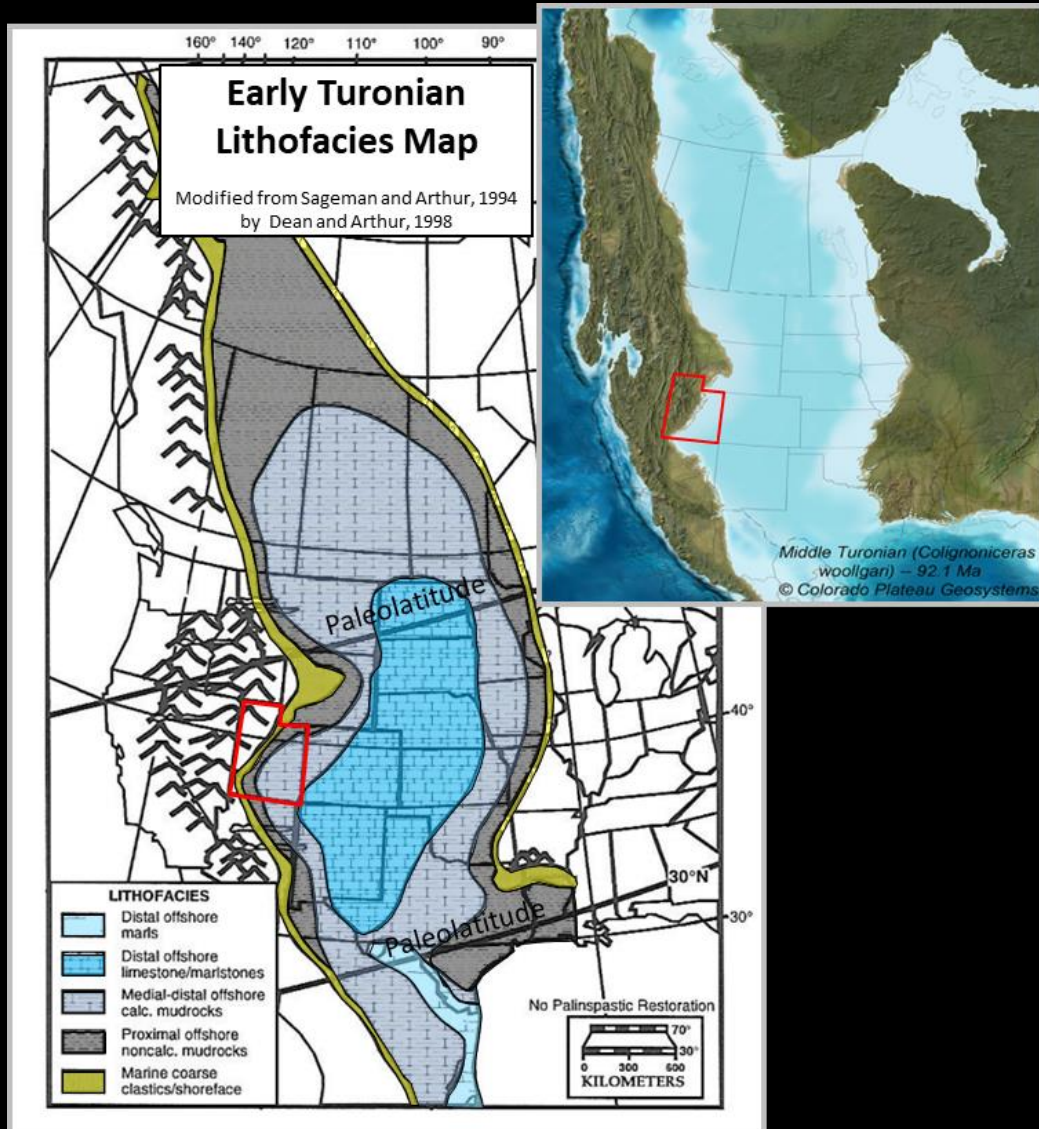 160° 140° 120° 110° 100° 90°
Early Turonian
Lithofacies Map
Modified from Sageman and Arthur, 1994
by Dean and Arthur, 1998
Middle Turonian (Colignoniceras
woollgari) -- 92.1 Ma
© Colorado Plateau Geosystems
Paleolatitude
40°
30°N
30°
Paleolatitude
LITHOFACIES
Distal offshore
marls
Distal offshore
limestone/marlstones
Medial-distal offshore
calc. mudrocks
Proximal offshore
noncalc. mudrocks
Marine coarse
clastics/shoreface
No Palinspastic Restoration
70°
30°
0 300 600
KILOMETERS